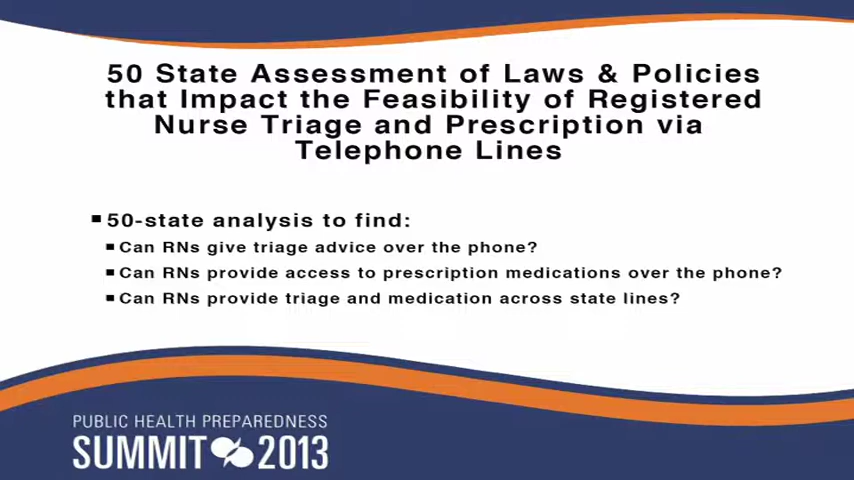 50 State Assessment of Laws & Policies
that Impact the Feasibility of Registered
Nurse Triage and Prescription via
Telephone Lines
50-state analysis to find:
Can RNs give triage advice over the phone?
Can RNs provide access to prescription medications over the phone?
Can RNs provide triage and medication across state lines?
PUBLIC HEALTH PREPAREDNESS
SUMMIT 2013